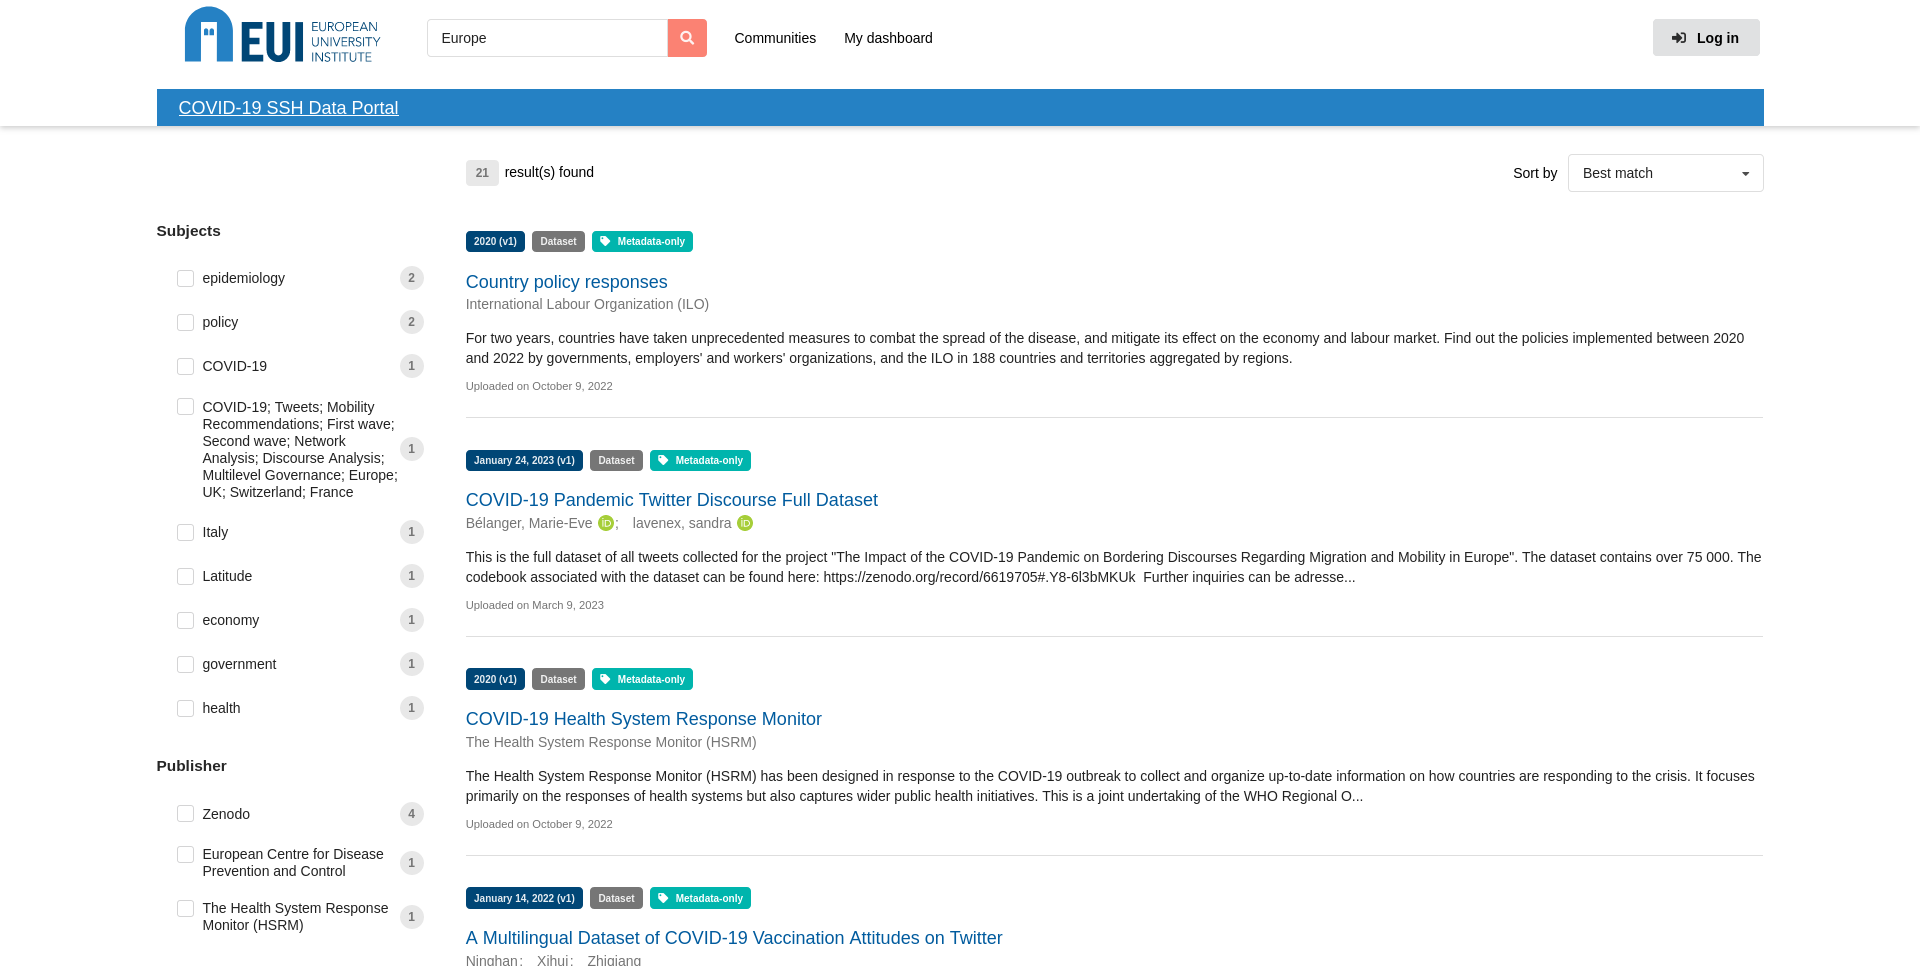 EUI
EUROPEAN
UNIVERSITY
INSTITUTE
Europe
Communities
My dashboard
Log in
COVID-19 SSH Data Portal
21 result(s) found
Sort by
Best match
Subjects
epidemiology 2
policy 2
COVID-19 1
COVID-19; Tweets; Mobility
Recommendations; First wave;
Second wave; Network
Analysis; Discourse Analysis;
Multilevel Governance; Europe;
UK; Switzerland; France
1
Italy 1
Latitude 1
economy 1
government 1
health 1
Publisher
Zenodo 4
European Centre for Disease
Prevention and Control
1
The Health System Response
Monitor (HSRM)
1
2020 (v1) Dataset Metadata-only
Country policy responses
International Labour Organization (ILO)
For two years, countries have taken unprecedented measures to combat the spread of the disease, and mitigate its effect on the economy and labour market. Find out the policies implemented between 2020
and 2022 by governments, employers' and workers' organizations, and the ILO in 188 countries and territories aggregated by regions.
Uploaded on October 9, 2022
January 24, 2023 (v1) Dataset Metadata-only
COVID-19 Pandemic Twitter Discourse Full Dataset
Bélanger, Marie-Eve iD; lavenex, sandra iD
This is the full dataset of all tweets collected for the project "The Impact of the COVID-19 Pandemic on Bordering Discourses Regarding Migration and Mobility in Europe". The dataset contains over 75 000. The
codebook associated with the dataset can be found here: https://zenodo.org/record/6619705#.Y8-6l3bMKUk Further inquiries can be adresse...
Uploaded on March 9, 2023
2020 (v1) Dataset Metadata-only
COVID-19 Health System Response Monitor
The Health System Response Monitor (HSRM)
The Health System Response Monitor (HSRM) has been designed in response to the COVID-19 outbreak to collect and organize up-to-date information on how countries are responding to the crisis. It focuses
primarily on the responses of health systems but also captures wider public health initiatives. This is a joint undertaking of the WHO Regional O...
Uploaded on October 9, 2022
January 14, 2022 (v1) Dataset Metadata-only
A Multilingual Dataset of COVID-19 Vaccination Attitudes on Twitter
Ninghan; Xihui; Zhiqiang